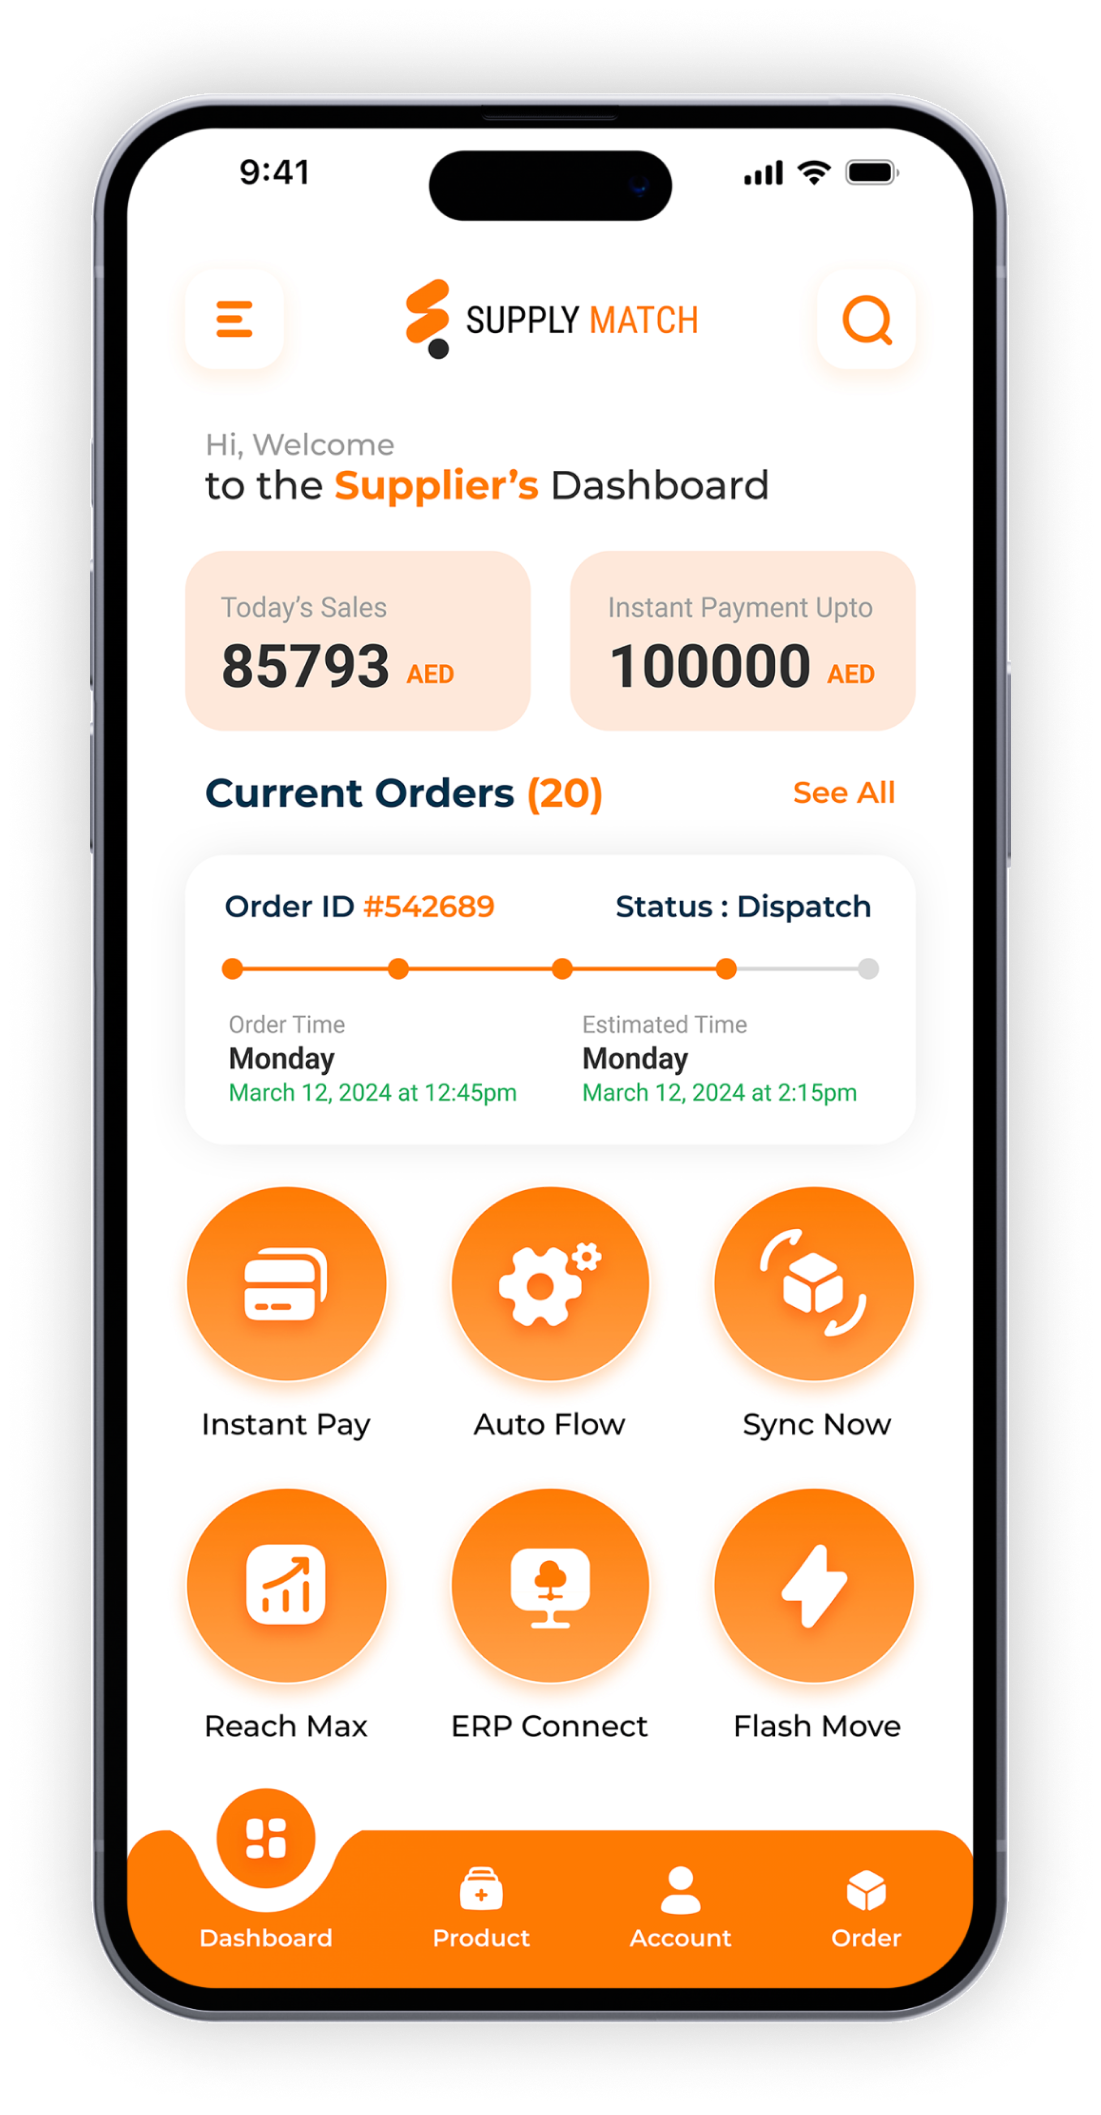 9:41
SUPPLY MATCH
Hi, Welcome
to the Supplier’s Dashboard
Today’s Sales
85793 AED
Instant Payment Upto
100000 AED
Current Orders (20)
See All
Order ID #542689
Status : Dispatch
Order Time
Monday
March 12, 2024 at 12:45pm
Estimated Time
Monday
March 12, 2024 at 2:15pm
Instant Pay
Auto Flow
Sync Now
Reach Max
ERP Connect
Flash Move
Dashboard
Product
Account
Order